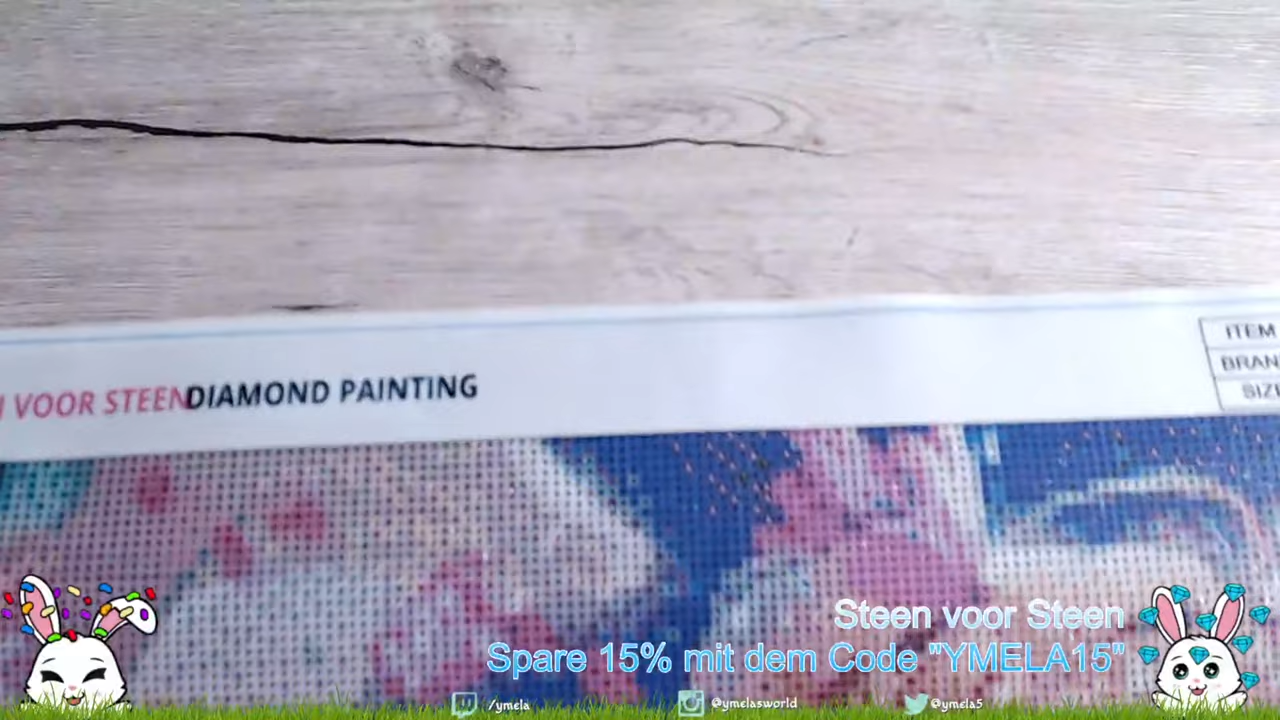 VOOR STEEN DIAMOND PAINTING
ITEM
BRAN
SIZE
Steen voor Steen
Spare 15% mit dem Code "YMELA15"
/ymela
@ymelasworld
@ymela5